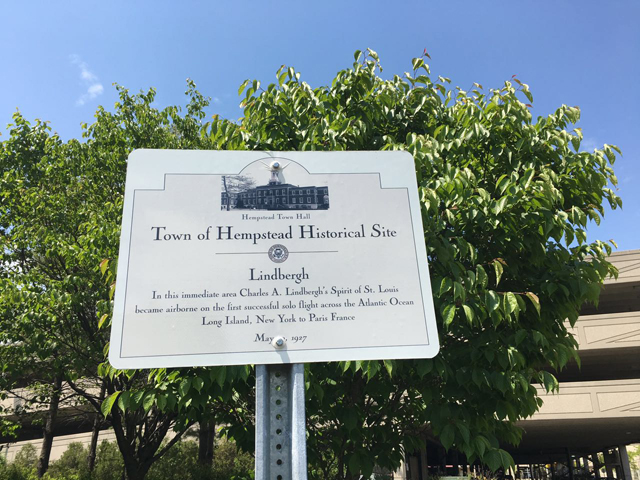 Hempstead Town Hall
Town of Hempstead Historical Site
Lindbergh
In this immediate area Charles A. Lindbergh's Spirit of St. Louis
became airborne on the first successful solo flight across the Atlantic Ocean
Long Island, New York to Paris France
May , 1927